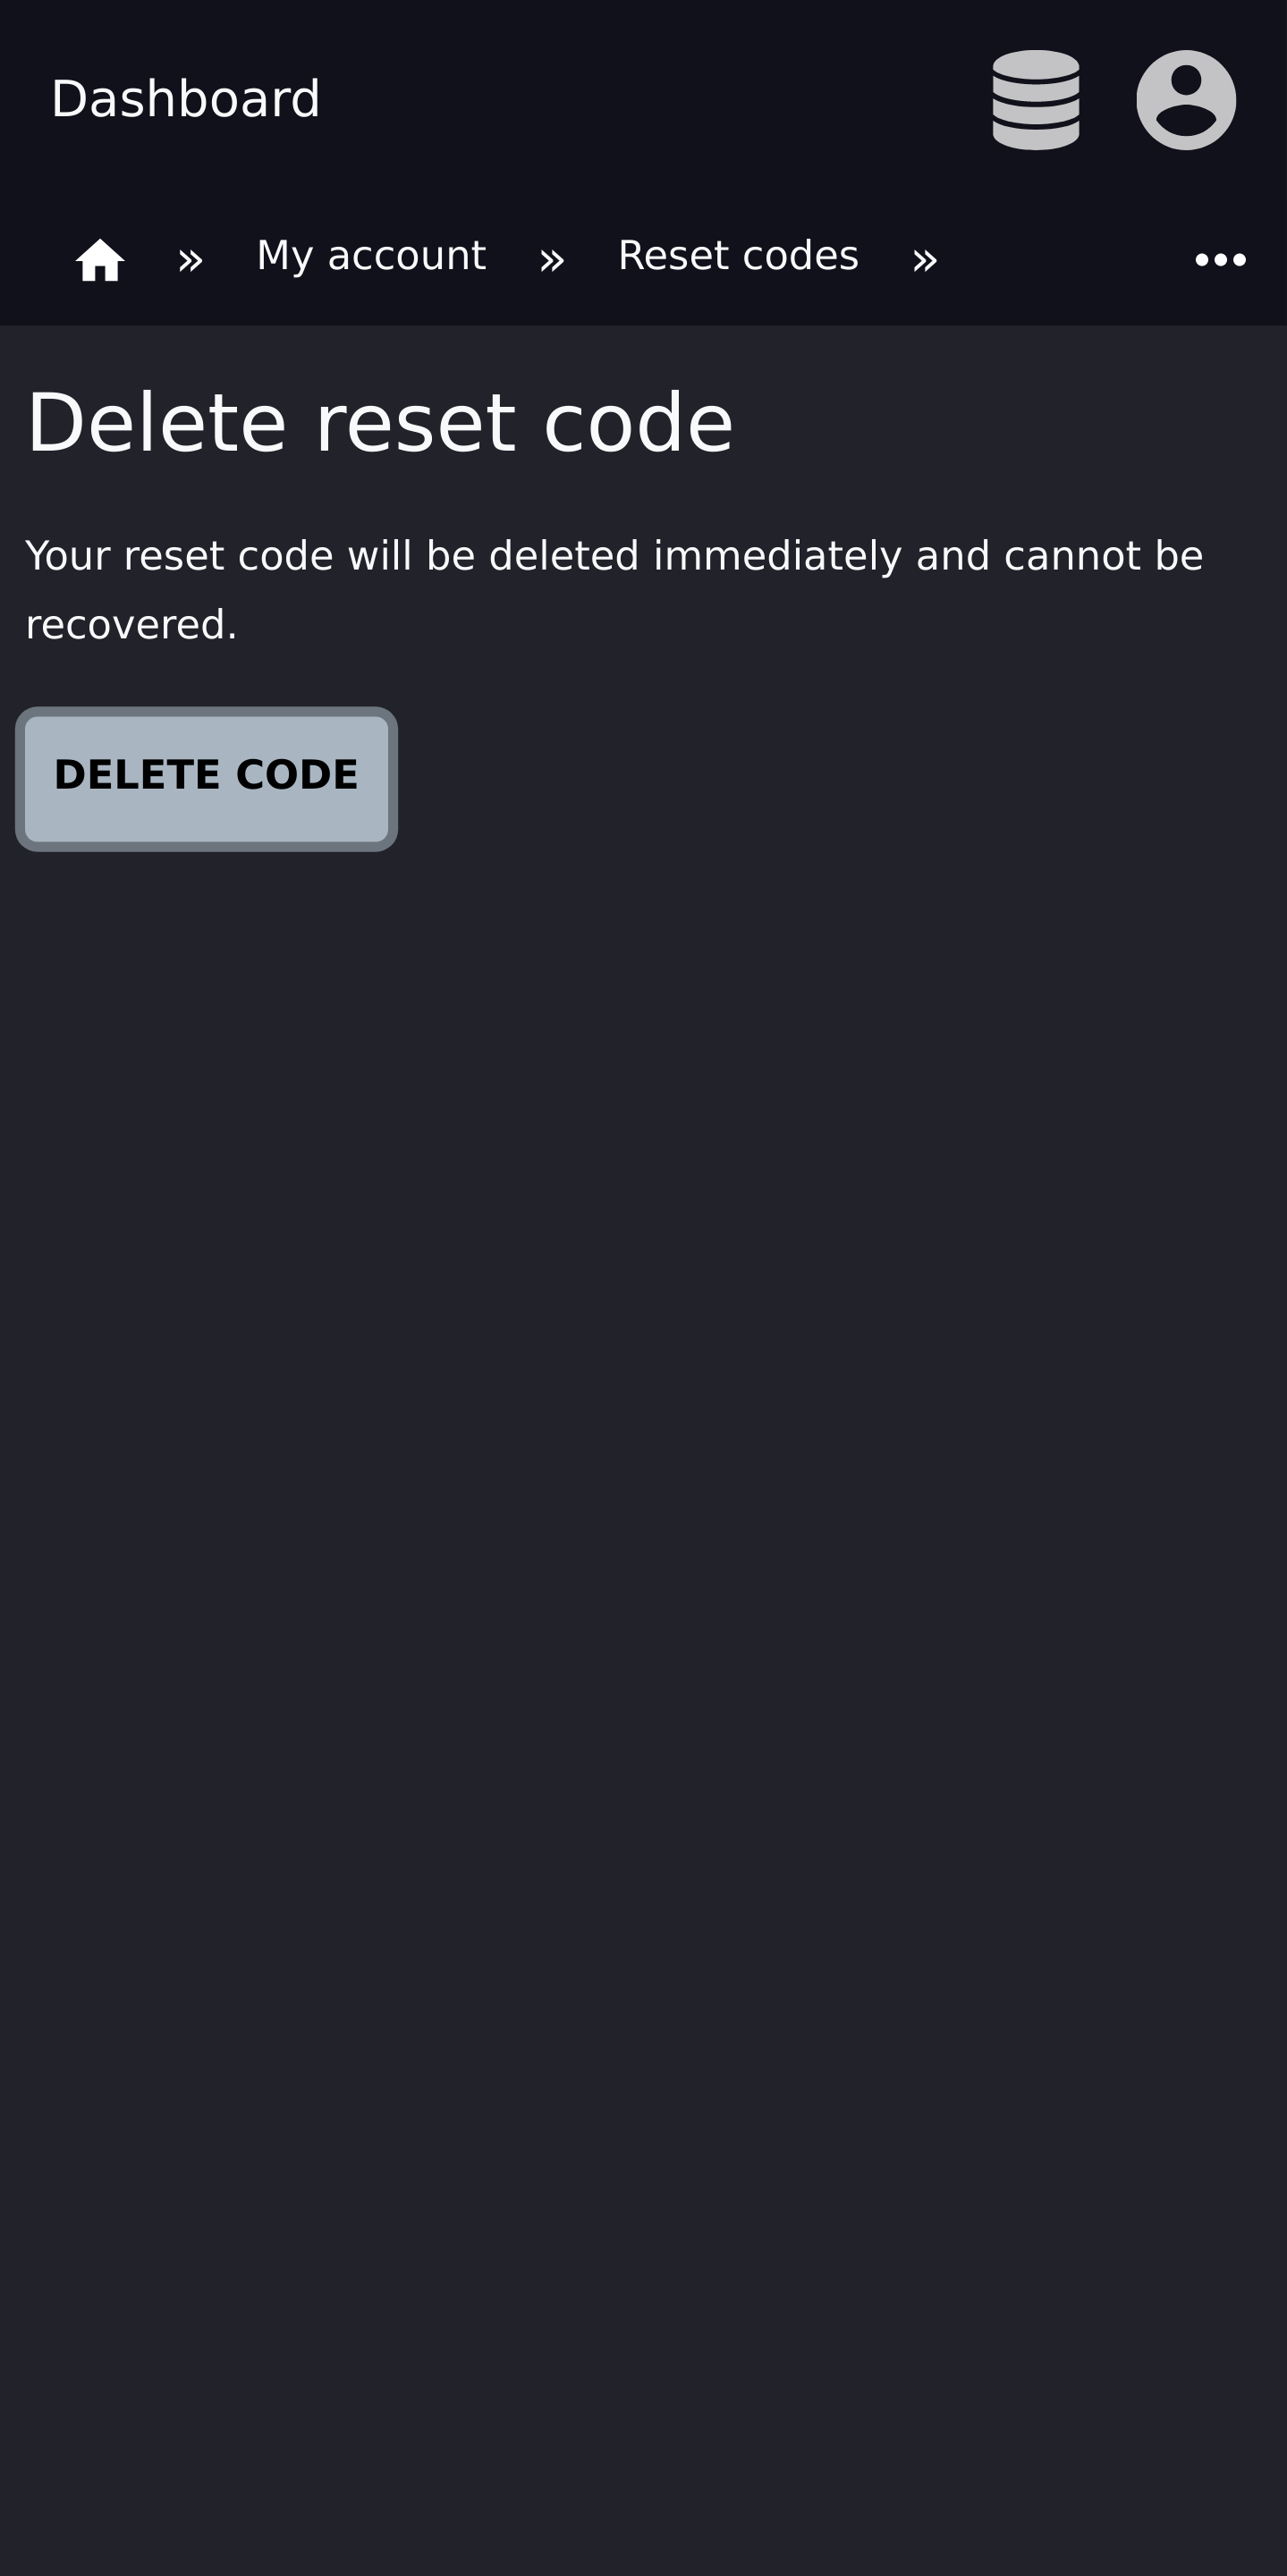 Dashboard
» My account » Reset codes » •••
Delete reset code
Your reset code will be deleted immediately and cannot be
recovered.
DELETE CODE